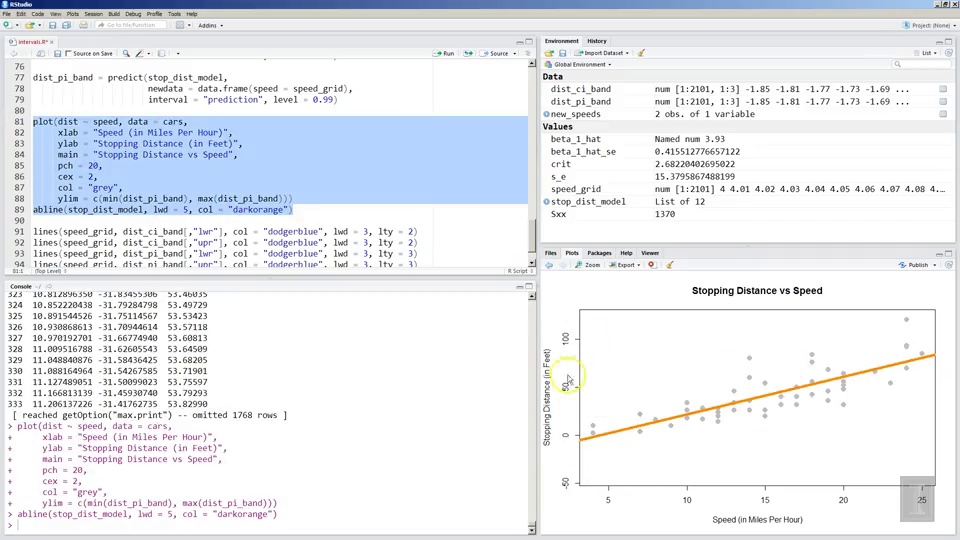 RStudio
File Edit Code View Plots Session Build Debug Profile Tools Help
Go to file/function Addins Project: (None)
intervals.R*
Source on Save Run Source
76
77 dist_pi_band = predict(stop_dist_model,
78 newdata = data.frame(speed = speed_grid),
79 interval = "prediction", level = 0.99)
80
81 plot(dist ~ speed, data = cars,
82 xlab = "Speed (in Miles Per Hour)",
83 ylab = "Stopping Distance (in Feet)",
84 main = "Stopping Distance vs Speed",
85 pch = 20,
86 cex = 2,
87 col = "grey",
88 ylim = c(min(dist_pi_band), max(dist_pi_band)))
89 abline(stop_dist_model, lwd = 5, col = "darkorange")
90
91 lines(speed_grid, dist_ci_band[,"lwr"], col = "dodgerblue", lwd = 3, lty = 2)
92 lines(speed_grid, dist_ci_band[,"upr"], col = "dodgerblue", lwd = 3, lty = 2)
93 lines(speed_grid, dist_pi_band[,"lwr"], col = "dodgerblue", lwd = 3, lty = 3)
94 lines(speed_grid, dist_pi_band[,"upr"], col = "dodgerblue", lwd = 3, lty = 3)
81:1 (Top Level) R Script
Console ~/
323 10.812896350 -31.83455306 53.46035
324 10.852220438 -31.79284798 53.49729
325 10.891544526 -31.75114567 53.53423
326 10.930868613 -31.70944614 53.57118
327 10.970192701 -31.66774940 53.60813
328 11.009516788 -31.62605543 53.64509
329 11.048840876 -31.58436425 53.68205
330 11.088164964 -31.54267585 53.71901
331 11.127489051 -31.50099023 53.75597
332 11.166813139 -31.45930740 53.79293
333 11.206137226 -31.41762735 53.82990
[ reached getOption("max.print") -- omitted 1768 rows ]
> plot(dist ~ speed, data = cars,
+ xlab = "Speed (in Miles Per Hour)",
+ ylab = "Stopping Distance (in Feet)",
+ main = "Stopping Distance vs Speed",
+ pch = 20,
+ cex = 2,
+ col = "grey",
+ ylim = c(min(dist_pi_band), max(dist_pi_band)))
> abline(stop_dist_model, lwd = 5, col = "darkorange")
>
Environment History
Import Dataset List
Global Environment
Data
dist_ci_band num [1:2101, 1:3] -1.85 -1.81 -1.77 -1.73 -1.69 ...
dist_pi_band num [1:2101, 1:3] -1.85 -1.81 -1.77 -1.73 -1.69 ...
new_speeds 2 obs. of 1 variable
Values
beta_1_hat Named num 3.93
beta_1_hat_se 0.415512776657122
crit 2.68220402695022
s_e 15.3795867488199
speed_grid num [1:2101] 4 4.01 4.02 4.03 4.04 4.05 4.06 4.07 4.08 4....
stop_dist_model List of 12
Sxx 1370
Files Plots Packages Help Viewer
Zoom Export Publish
Stopping Distance vs Speed
Stopping Distance (in Feet)
100
50
0
-50
5 10 15 20 25
Speed (in Miles Per Hour)
I